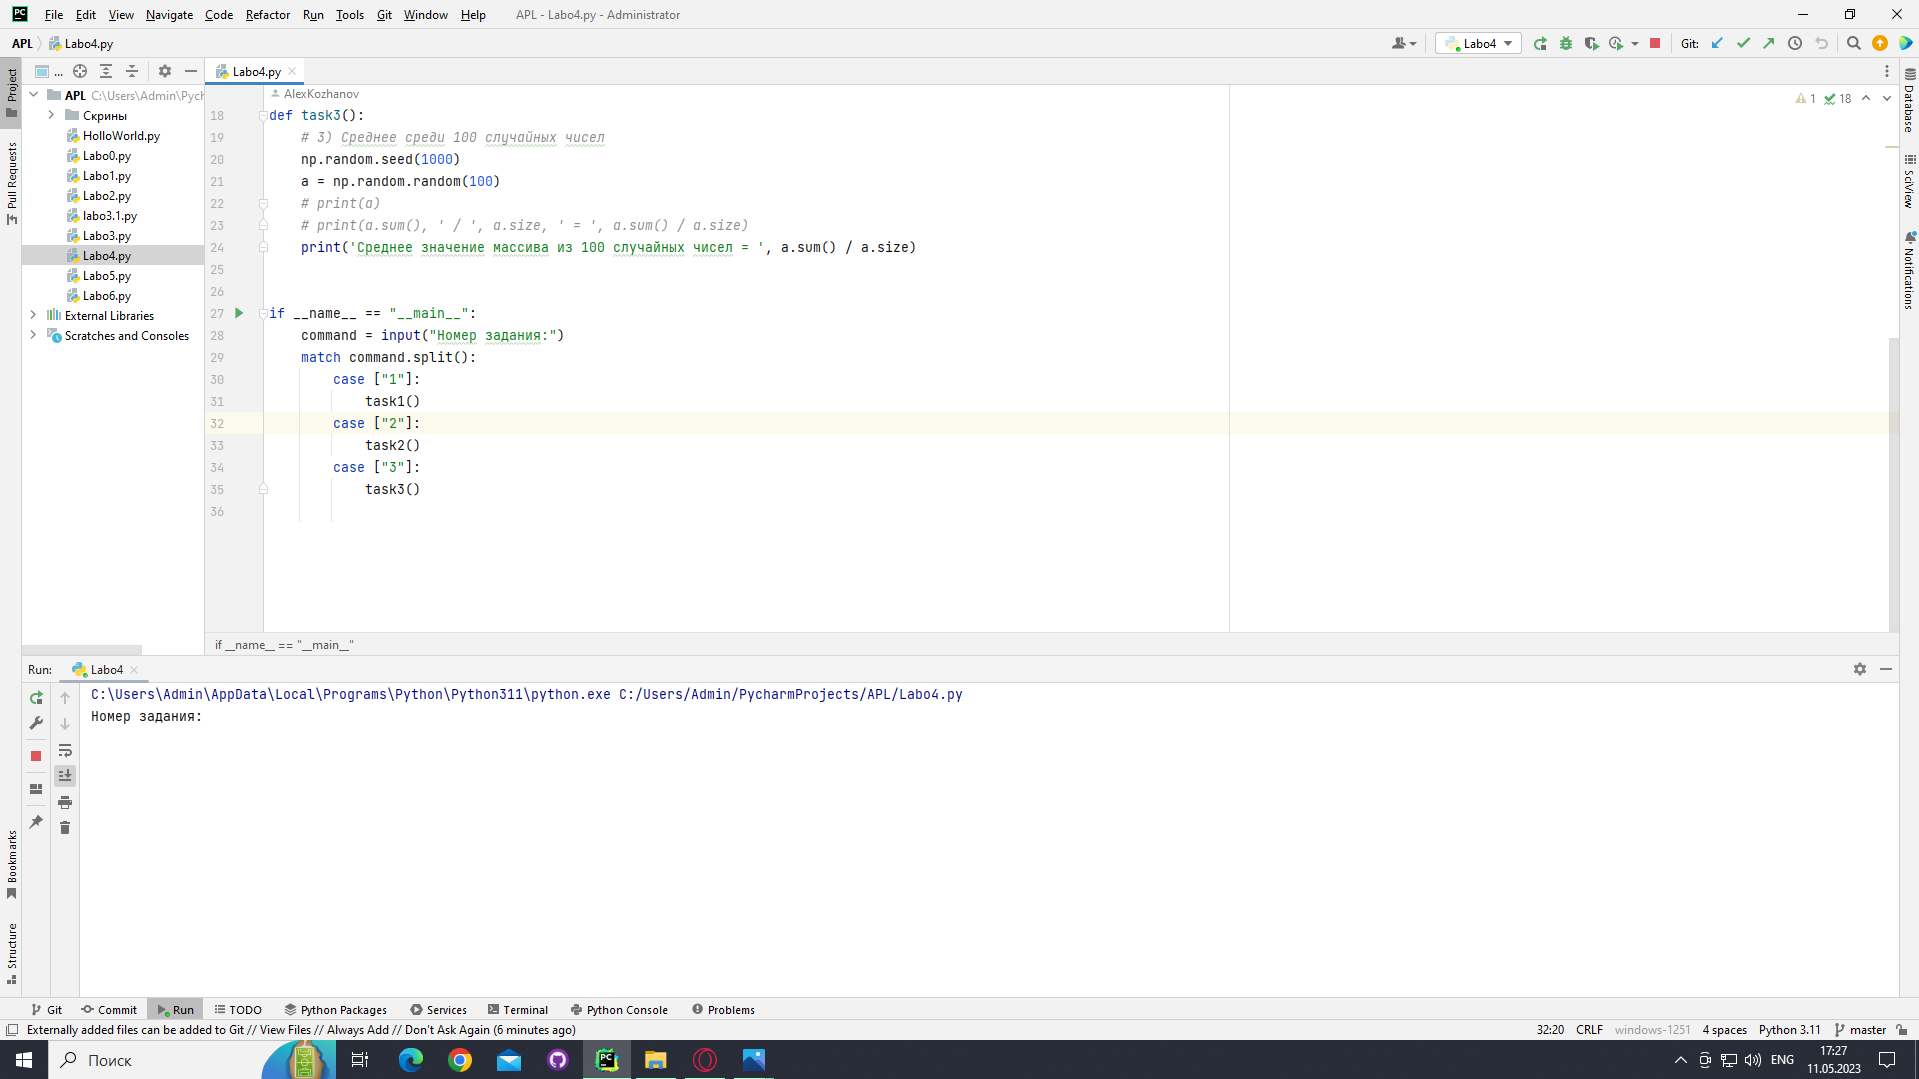 File Edit View Navigate Code Refactor Run Tools Git Window Help APL - Labo4.py - Administrator
APL Labo4.py Labo4 Git:
... Labo4.py
Project
Pull Requests
Bookmarks
Structure
APL C:\Users\Admin\Pych
Скрины
HolloWorld.py
Labo0.py
Labo1.py
Labo2.py
labo3.1.py
Labo3.py
Labo4.py
Labo5.py
Labo6.py
External Libraries
Scratches and Consoles
AlexKozhanov
1 18
18 def task3():
19 # 3) Среднее среди 100 случайных чисел
20 np.random.seed(1000)
21 a = np.random.random(100)
22 # print(a)
23 # print(a.sum(), ' / ', a.size, ' = ', a.sum() / a.size)
24 print('Среднее значение массива из 100 случайных чисел = ', a.sum() / a.size)
25
26
27 if __name__ == "__main__":
28 command = input("Номер задания:")
29 match command.split():
30 case ["1"]:
31 task1()
32 case ["2"]:
33 task2()
34 case ["3"]:
35 task3()
36
if __name__ == "__main__"
Database
SciView
Notifications
Run: Labo4
C:\Users\Admin\AppData\Local\Programs\Python\Python311\python.exe C:/Users/Admin/PycharmProjects/APL/Labo4.py
Номер задания:
Git Commit Run TODO Python Packages Services Terminal Python Console Problems
Externally added files can be added to Git // View Files // Always Add // Don't Ask Again (6 minutes ago) 32:20 CRLF windows-1251 4 spaces Python 3.11 master
Поиск ENG 17:27
11.05.2023